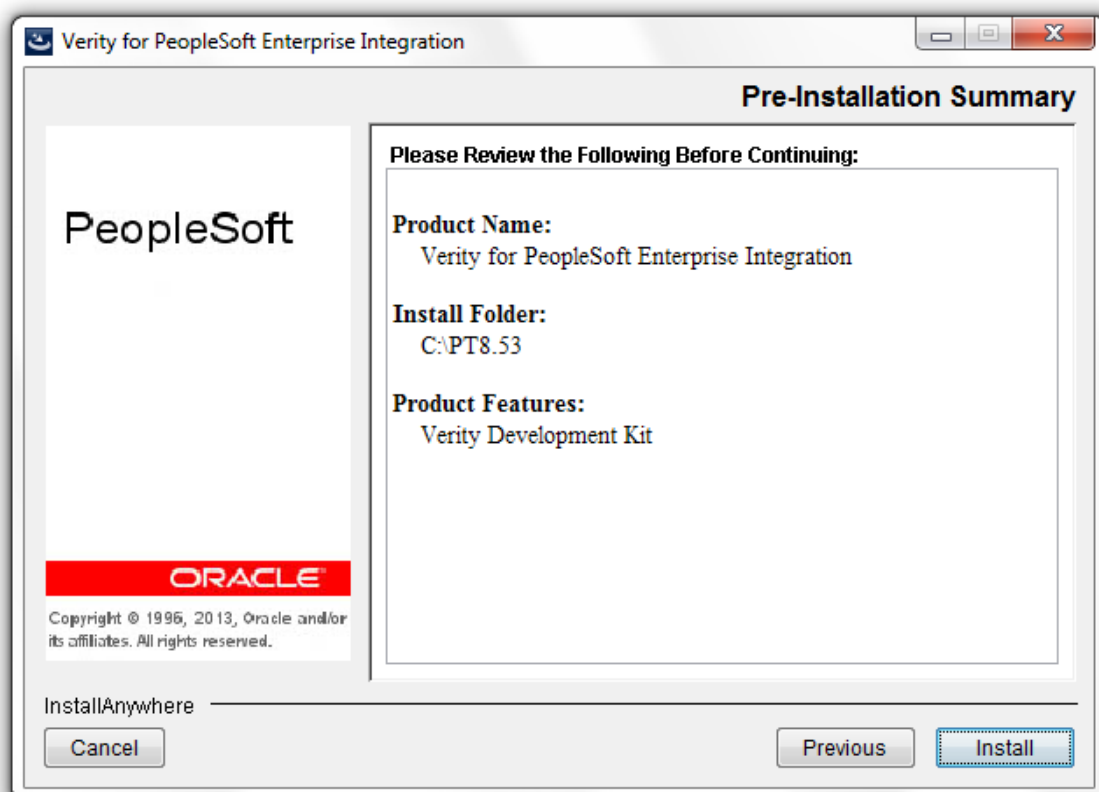 Verity for PeopleSoft Enterprise Integration
Pre-Installation Summary
PeopleSoft
ORACLE
Copyright © 1996, 2013, Oracle and/or
its affiliates. All rights reserved.
Please Review the Following Before Continuing:
Product Name:
Verity for PeopleSoft Enterprise Integration
Install Folder:
C:\PT8.53
Product Features:
Verity Development Kit
InstallAnywhere
Cancel
Previous
Install